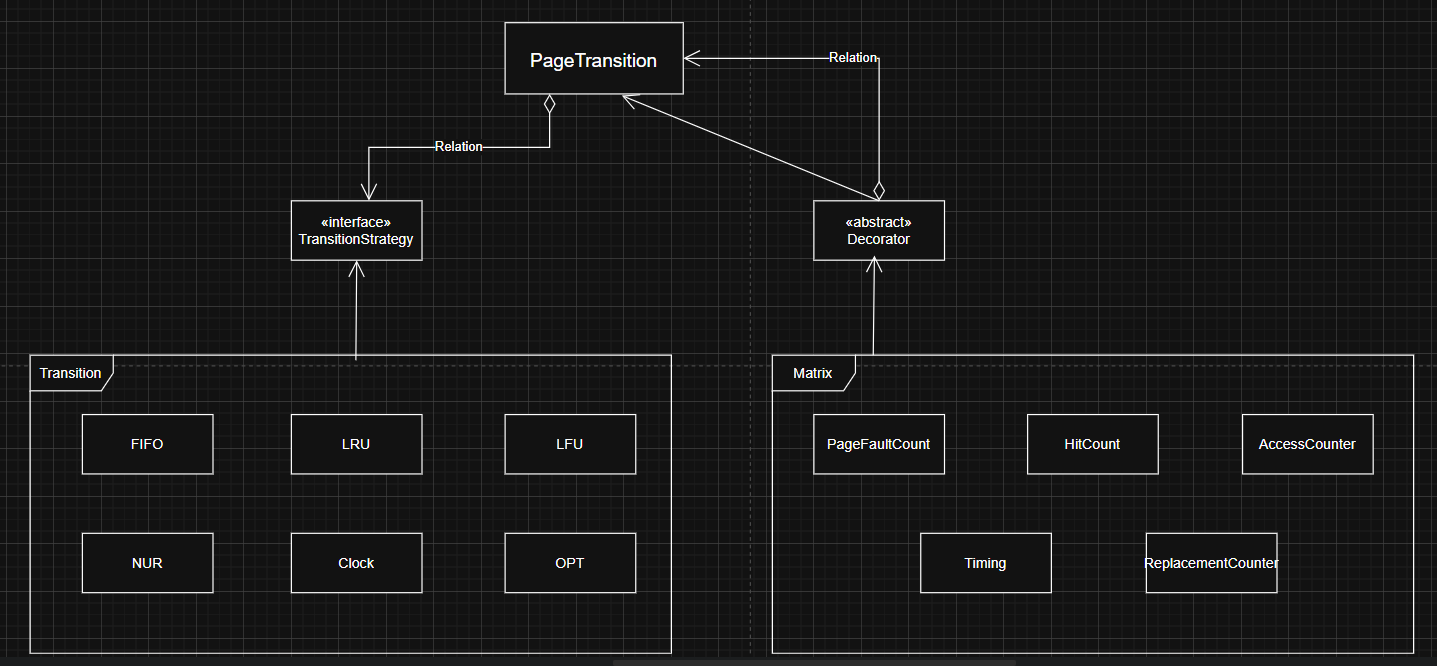 PageTransition
Relation
Relation
«interface»
TransitionStrategy
«abstract»
Decorator
Transition
FIFO
LRU
LFU
NUR
Clock
OPT
Matrix
PageFaultCount
HitCount
AccessCounter
Timing
ReplacementCounter